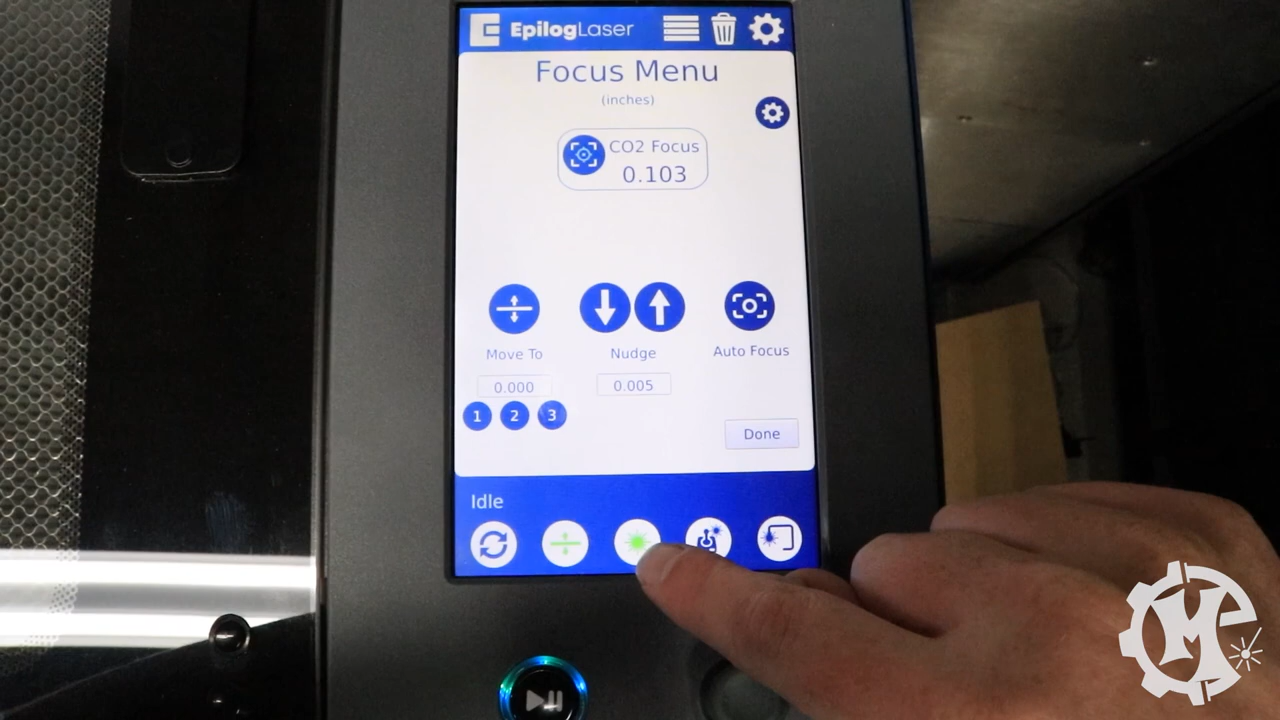 EpilogLaser
Focus Menu
(inches)
CO2 Focus
0.103
Move To
Nudge
Auto Focus
0.000
0.005
1 2 3
Done
Idle
M